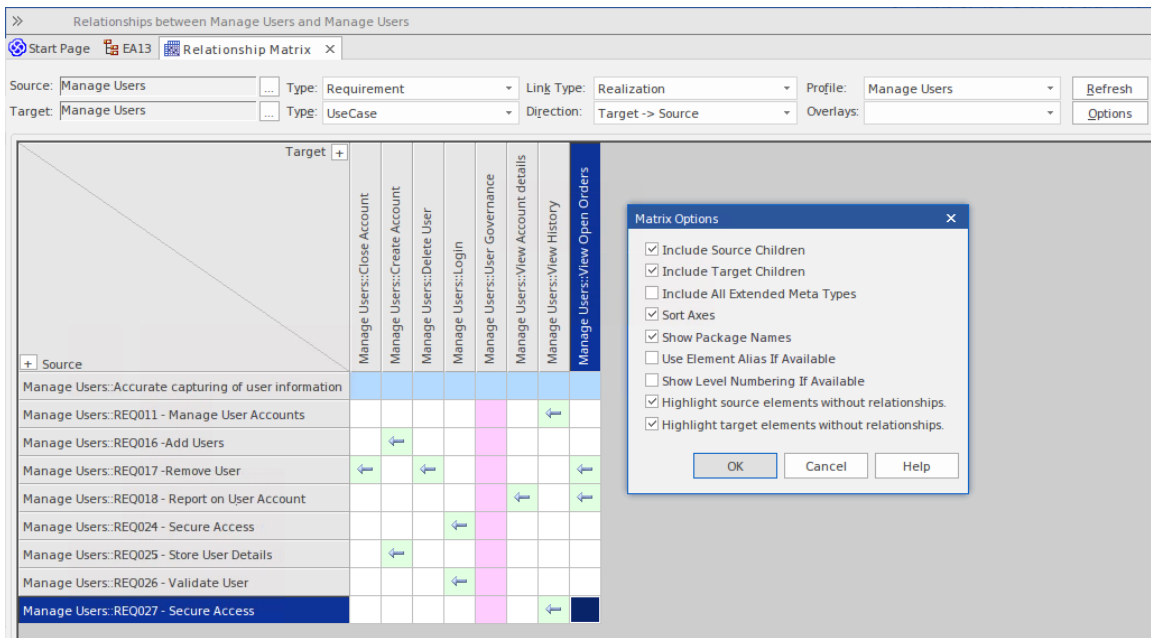 Relationships between Manage Users and Manage Users
Start Page EA13 Relationship Matrix X
Source: Manage Users ... Type: Requirement Link Type: Realization Profile: Manage Users Refresh
Target: Manage Users ... Type: UseCase Direction: Target -> Source Overlays: Options
Target +
Manage Users::Close Account
Manage Users::Create Account
Manage Users::Delete User
Manage Users::Login
Manage Users::User Governance
Manage Users::View Account details
Manage Users::View History
Manage Users::View Open Orders
+ Source
Manage Users::Accurate capturing of user information
Manage Users::REQ011 - Manage User Accounts
Manage Users::REQ016 -Add Users
Manage Users::REQ017 -Remove User
Manage Users::REQ018 - Report on User Account
Manage Users::REQ024 - Secure Access
Manage Users::REQ025 - Store User Details
Manage Users::REQ026 - Validate User
Manage Users::REQ027 - Secure Access
Matrix Options
Include Source Children
Include Target Children
Include All Extended Meta Types
Sort Axes
Show Package Names
Use Element Alias If Available
Show Level Numbering If Available
Highlight source elements without relationships.
Highlight target elements without relationships.
OK Cancel Help